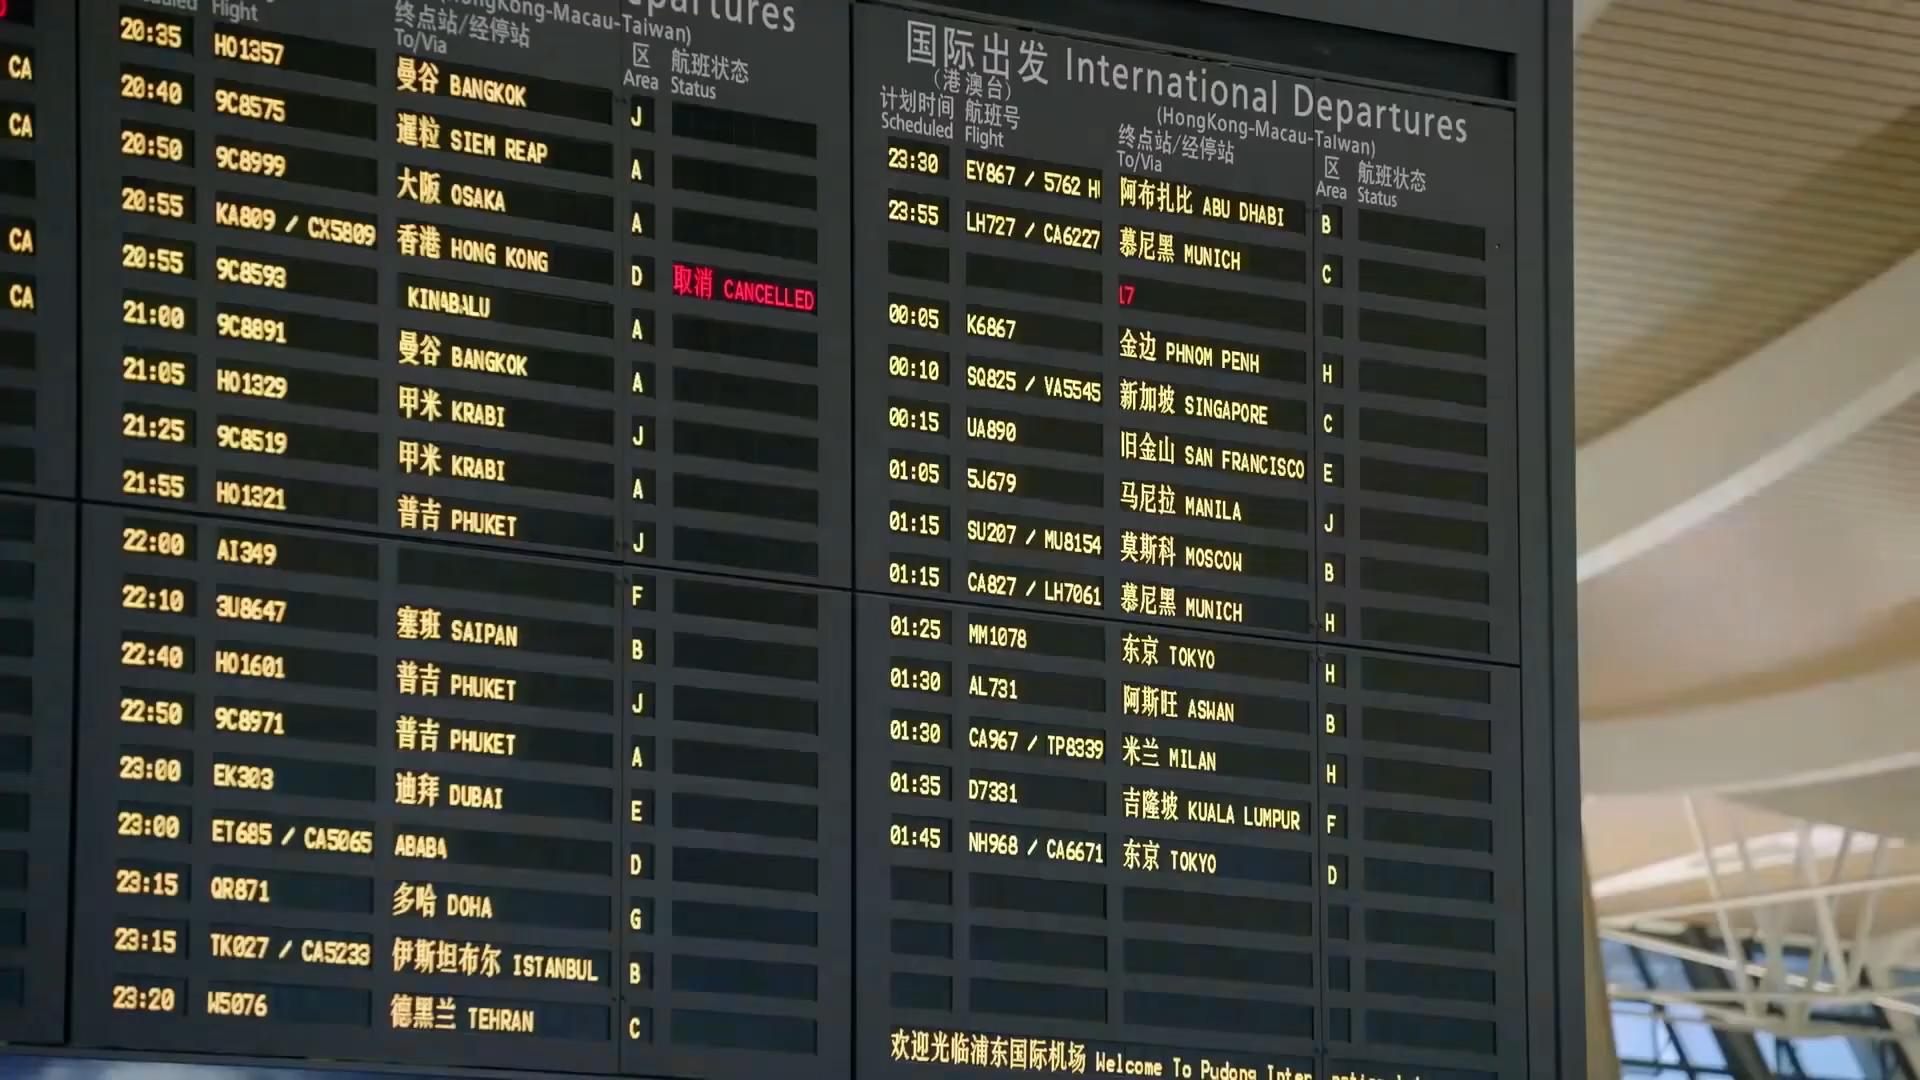 CA
CA
CA
CA
Flight
终点站/经停站
To/Via
(HongKong-Macau-Taiwan)
区 航班状态
Area Status
20:35 HO1357 曼谷 BANGKOK J
20:40 9C8575 暹粒 SIEM REAP A
20:50 9C8999 大阪 OSAKA A
20:55 KA809 / CX5809 香港 HONG KONG D 取消 CANCELLED
20:55 9C8593 KINABALU A
21:00 9C8891 曼谷 BANGKOK A
21:05 HO1329 甲米 KRABI J
21:25 9C8519 甲米 KRABI A
21:55 HO1321 普吉 PHUKET J
22:00 AI349 F
22:10 3U8647 塞班 SAIPAN B
22:40 HO1601 普吉 PHUKET J
22:50 9C8971 普吉 PHUKET A
23:00 EK303 迪拜 DUBAI E
23:00 ET685 / CA5065 ABABA D
23:15 QR871 多哈 DOHA G
23:15 TK027 / CA5233 伊斯坦布尔 ISTANBUL B
23:20 W5076 德黑兰 TEHRAN C
国际出发 International Departures
(港澳台) (HongKong-Macau-Taiwan)
计划时间 航班号 终点站/经停站 区 航班状态
Scheduled Flight To/Via Area Status
23:30 EY867 / 5762 阿布扎比 ABU DHABI B
23:55 LH727 / CA6227 慕尼黑 MUNICH C
17
00:05 K6867 金边 PHNOM PENH H
00:10 SQ825 / VA5545 新加坡 SINGAPORE C
00:15 UA890 旧金山 SAN FRANCISCO E
01:05 5J679 马尼拉 MANILA J
01:15 SU207 / MU8154 莫斯科 MOSCOW B
01:15 CA827 / LH7061 慕尼黑 MUNICH H
01:25 MM1078 东京 TOKYO H
01:30 AL731 阿斯旺 ASWAN B
01:30 CA967 / TP8339 米兰 MILAN H
01:35 D7331 吉隆坡 KUALA LUMPUR F
01:45 NH968 / CA6671 东京 TOKYO D
欢迎光临浦东国际机场 Welcome To Pudong